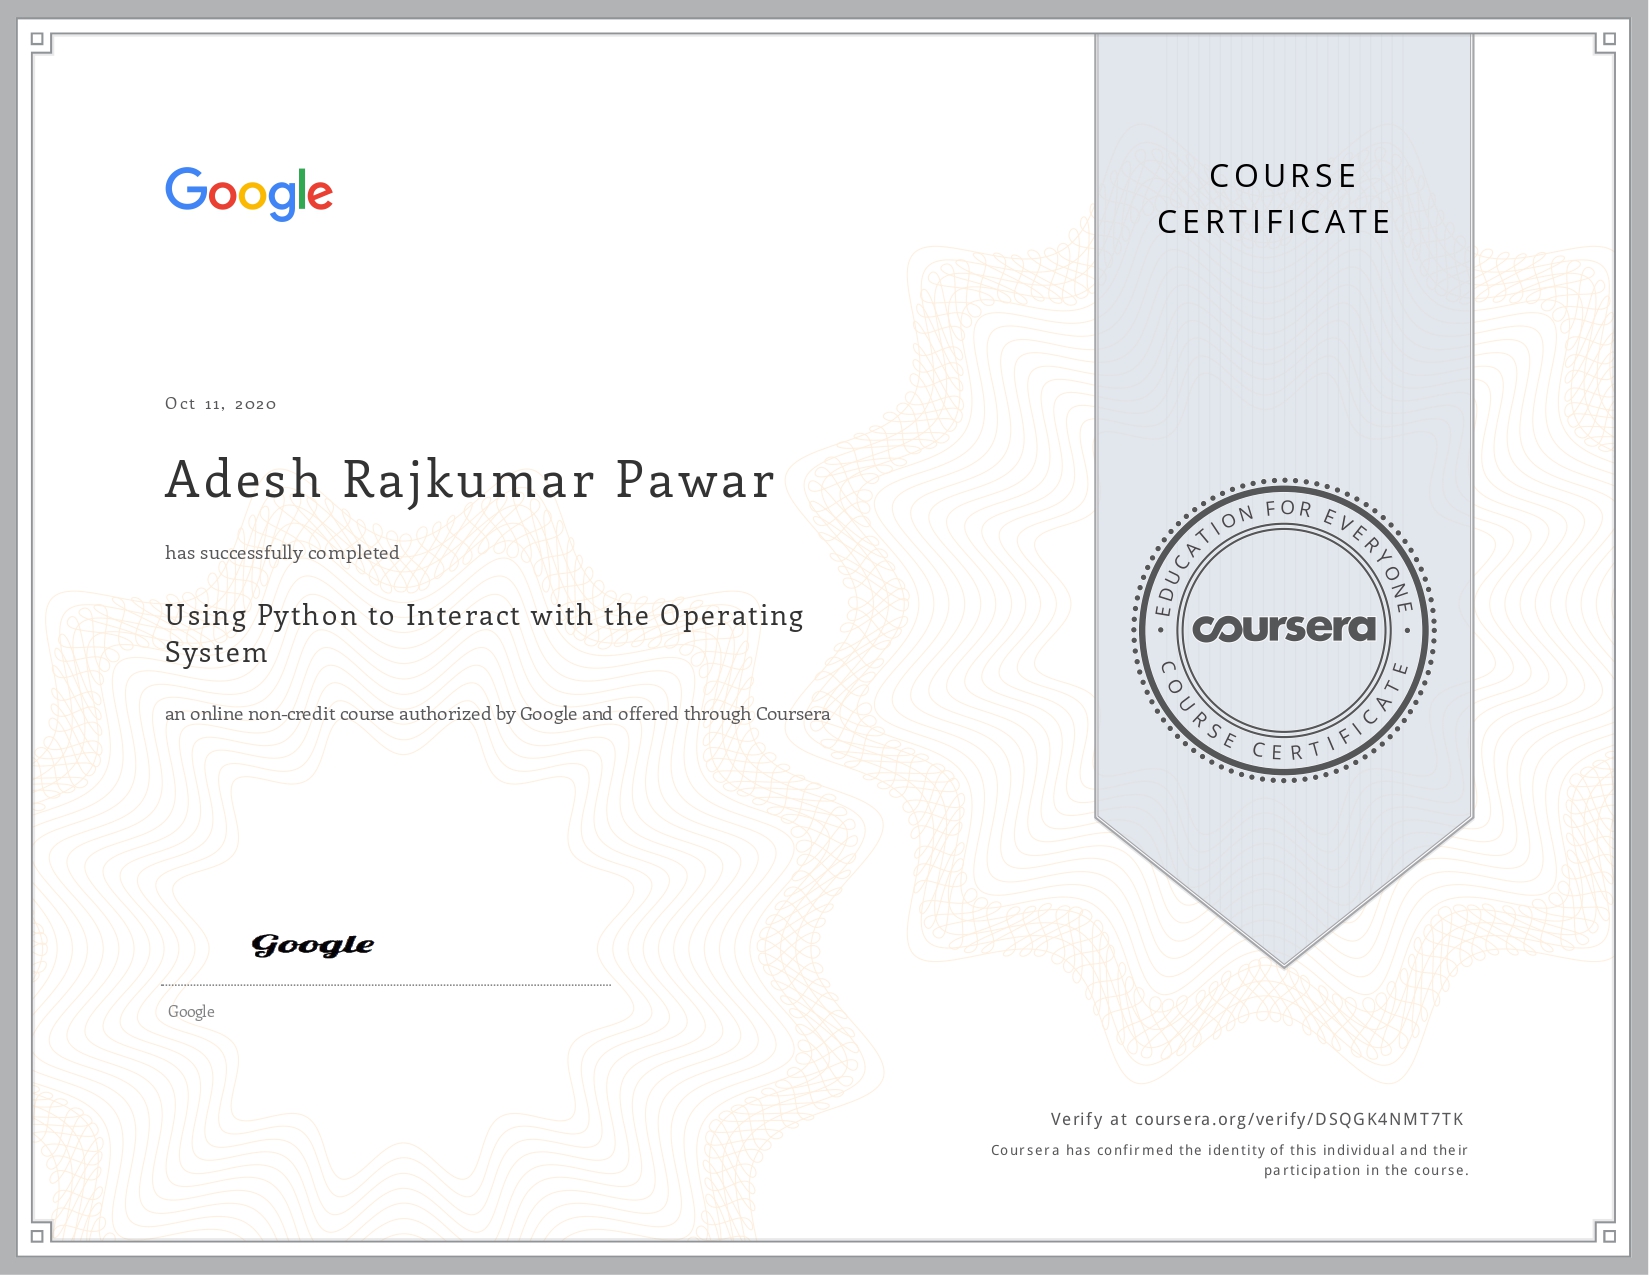 Google
COURSE
CERTIFICATE
Oct 11, 2020
Adesh Rajkumar Pawar
has successfully completed
Using Python to Interact with the Operating
System
an online non-credit course authorized by Google and offered through Coursera
EDUCATION FOR EVERYONE
coursera
COURSE CERTIFICATE
Google
Google
Verify at coursera.org/verify/DSQGK4NMT7TK
Coursera has confirmed the identity of this individual and their
participation in the course.